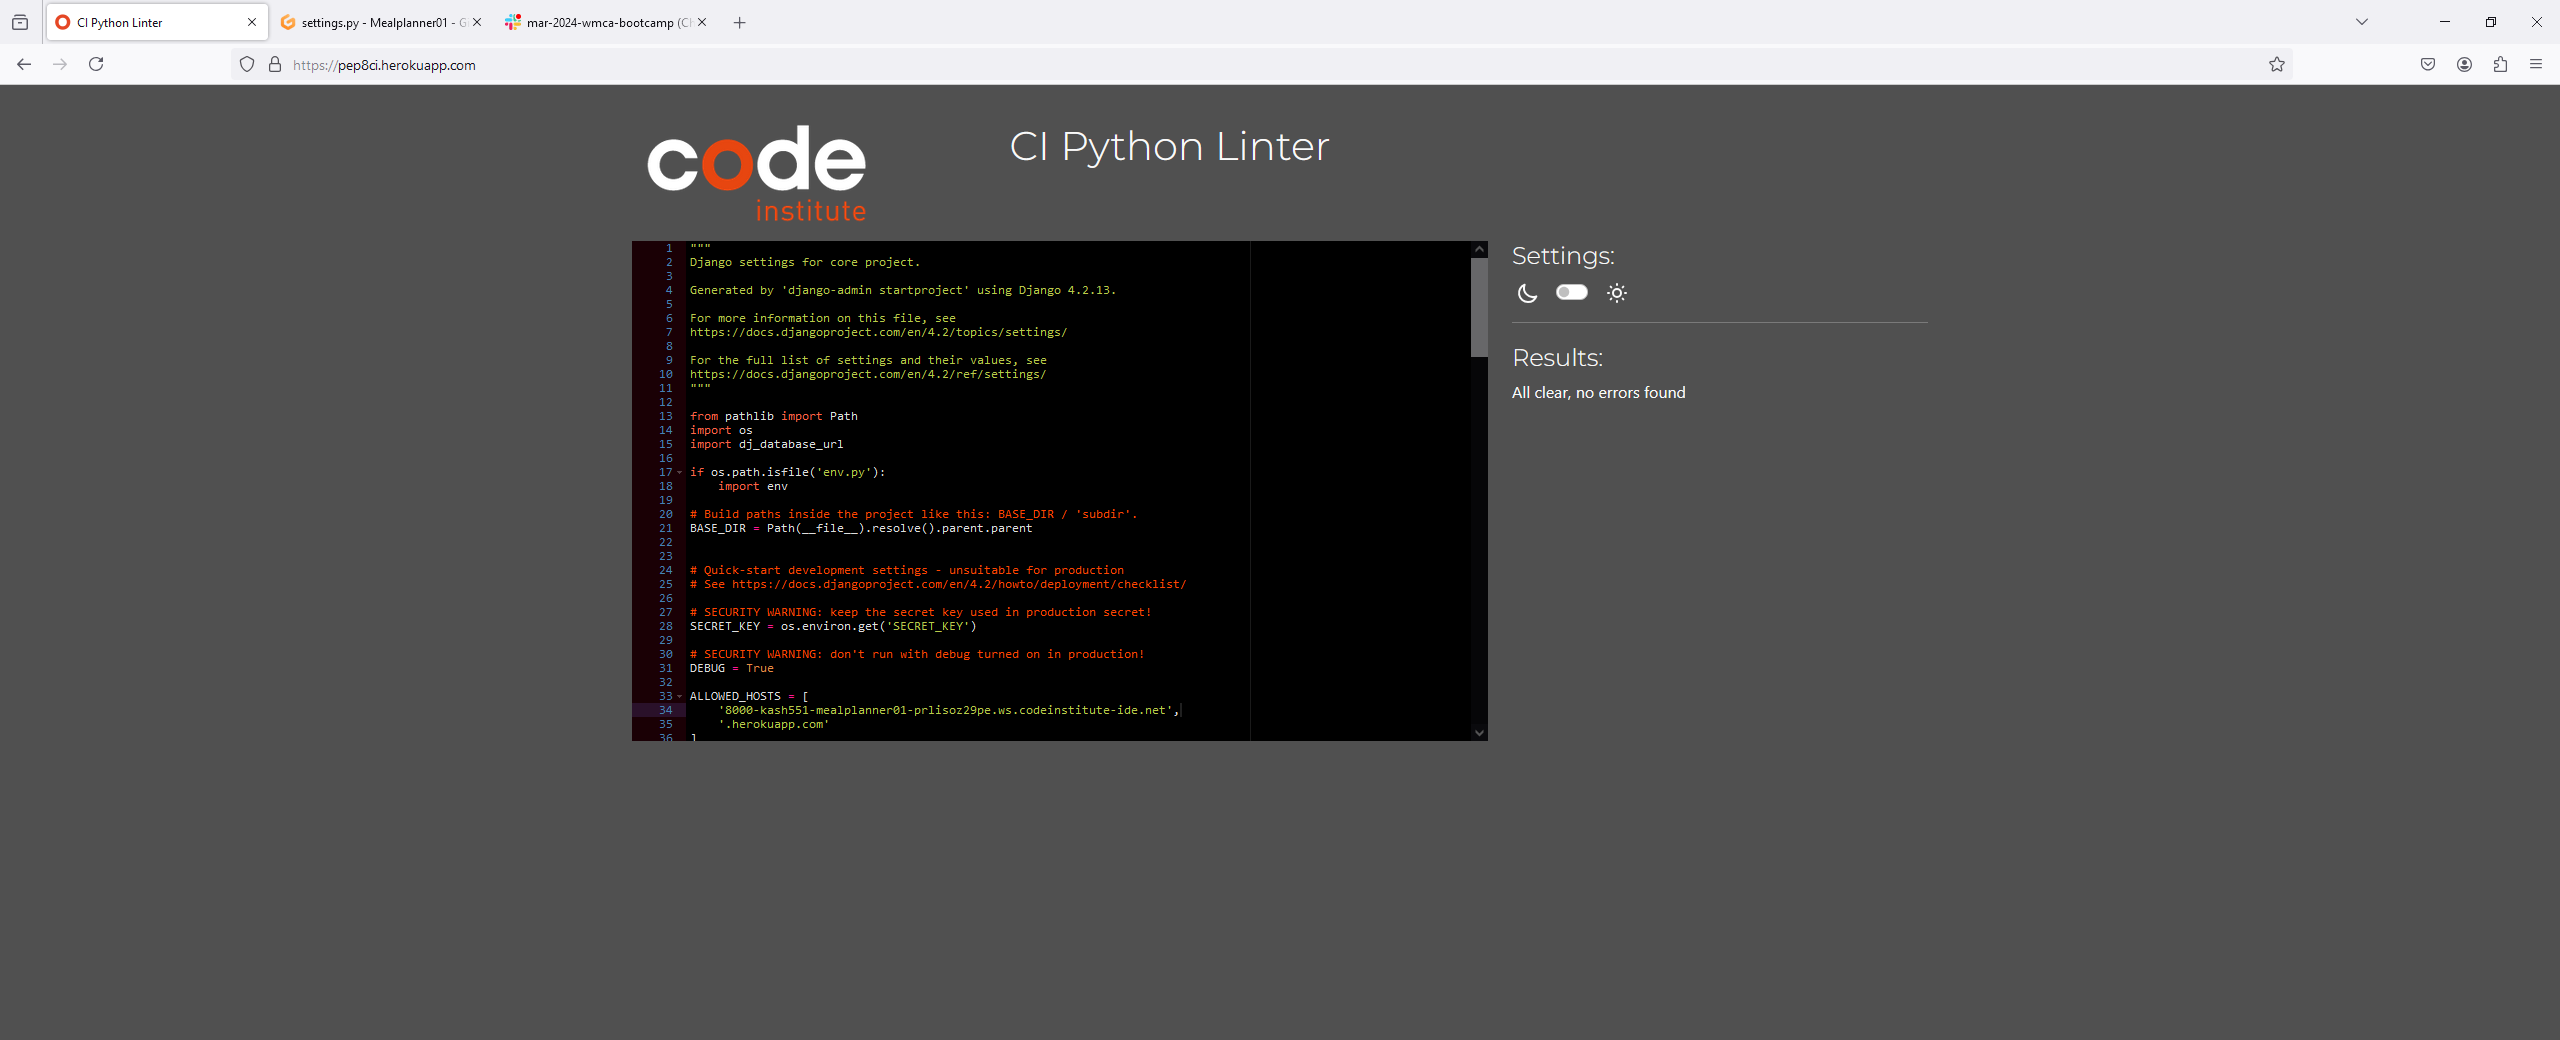 CI Python Linter
settings.py - Mealplanner01 - G
mar-2024-wmca-bootcamp (Ch
https://pep8ci.herokuapp.com
code
institute
CI Python Linter
1 """
2 Django settings for core project.
3
4 Generated by 'django-admin startproject' using Django 4.2.13.
5
6 For more information on this file, see
7 https://docs.djangoproject.com/en/4.2/topics/settings/
8
9 For the full list of settings and their values, see
10 https://docs.djangoproject.com/en/4.2/ref/settings/
11 """
12
13 from pathlib import Path
14 import os
15 import dj_database_url
16
17 if os.path.isfile('env.py'):
18     import env
19
20 # Build paths inside the project like this: BASE_DIR / 'subdir'.
21 BASE_DIR = Path(__file__).resolve().parent.parent
22
23
24 # Quick-start development settings - unsuitable for production
25 # See https://docs.djangoproject.com/en/4.2/howto/deployment/checklist/
26
27 # SECURITY WARNING: keep the secret key used in production secret!
28 SECRET_KEY = os.environ.get('SECRET_KEY')
29
30 # SECURITY WARNING: don't run with debug turned on in production!
31 DEBUG = True
32
33 ALLOWED_HOSTS = [
34     '8000-kash551-mealplanner01-prlisoz29pe.ws.codeinstitute-ide.net',
35     '.herokuapp.com'
36 ]
Settings:
Results:
All clear, no errors found